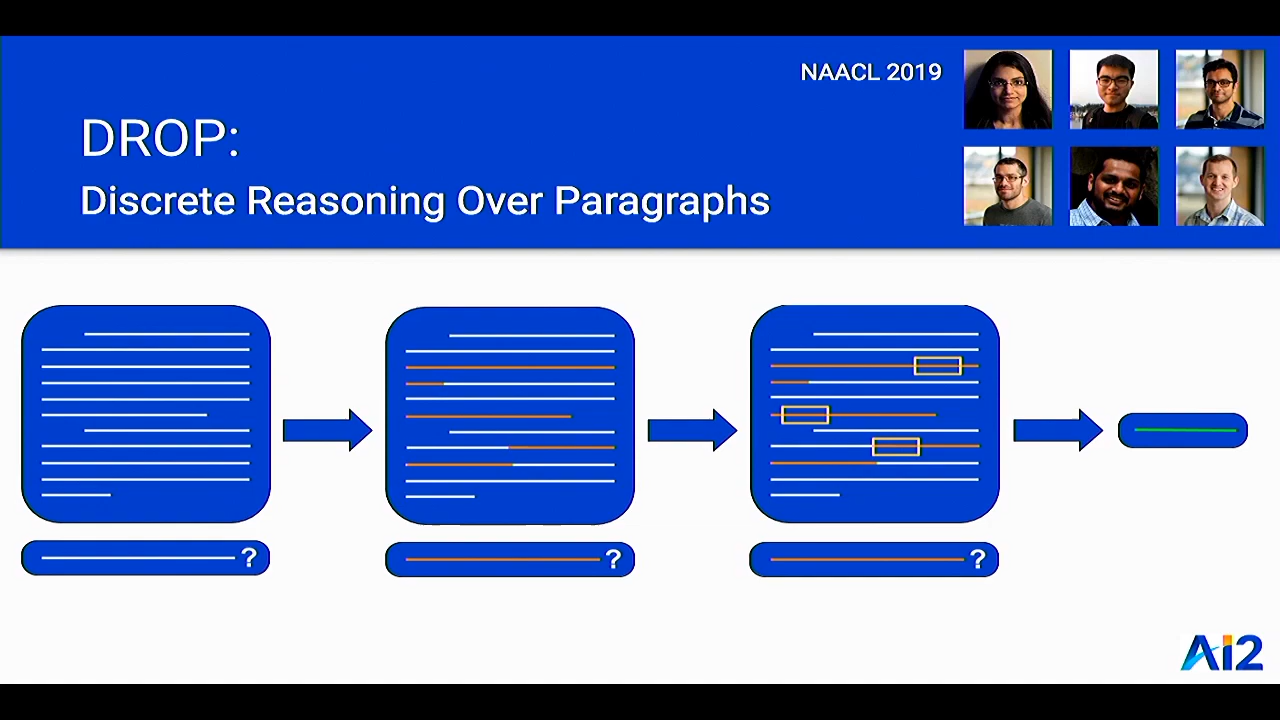 NAACL 2019
DROP:
Discrete Reasoning Over Paragraphs
?
?
?
Ai2